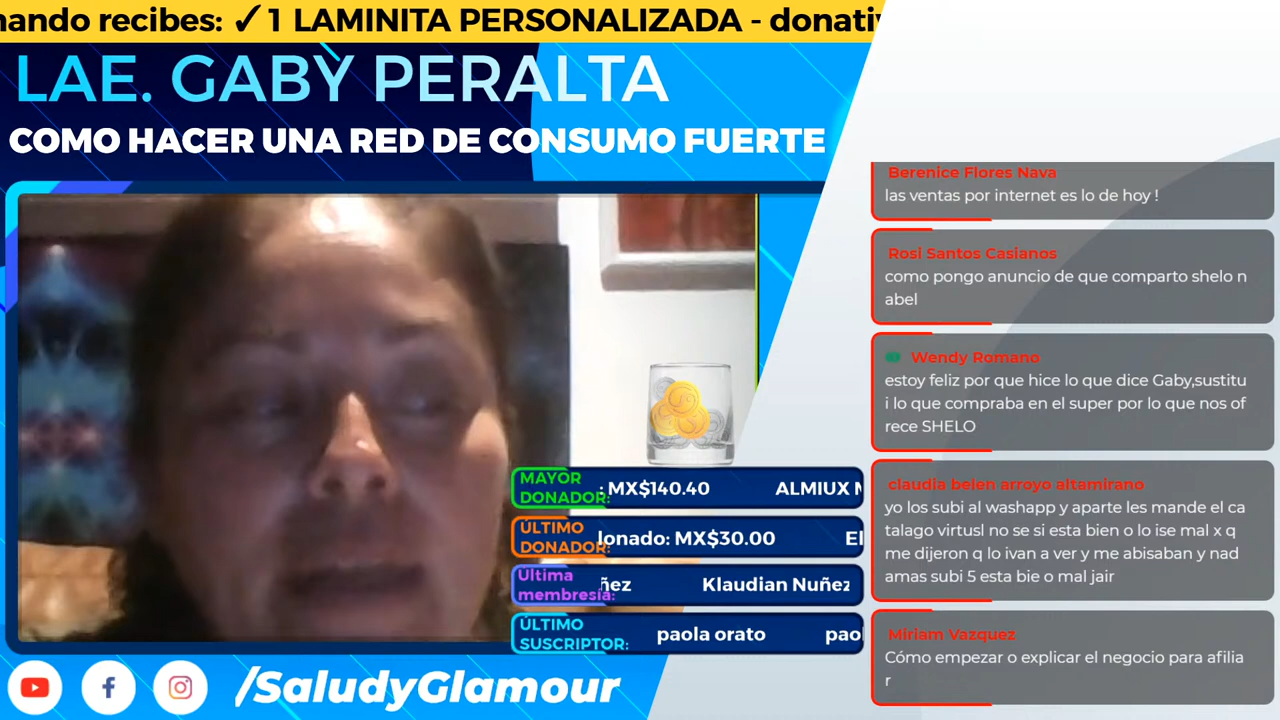 nando recibes: ✓1 LAMINITA PERSONALIZADA - donativ
LAE. GABY PERALTA
COMO HACER UNA RED DE CONSUMO FUERTE
MAYOR
DONADOR:
: MX$140.40 ALMIUX M
ÚLTIMO
DONADOR:
lonado: MX$30.00 El
Última
membresía:
ñez Klaudian Nuñez
ÚLTIMO
SUSCRIPTOR:
paola orato pao
/SaludyGlamour
Berenice Flores Nava
las ventas por internet es lo de hoy !
Rosi Santos Casianos
como pongo anuncio de que comparto shelo n
abel
Wendy Romano
estoy feliz por que hice lo que dice Gaby,sustitu
i lo que compraba en el super por lo que nos of
rece SHELO
claudia belen arroyo altamirano
yo los subi al washapp y aparte les mande el ca
talago virtusl no se si esta bien o lo ise mal x q
me dijeron q lo ivan a ver y me abisaban y nad
amas subi 5 esta bie o mal jair
Miriam Vazquez
Cómo empezar o explicar el negocio para afilia
r